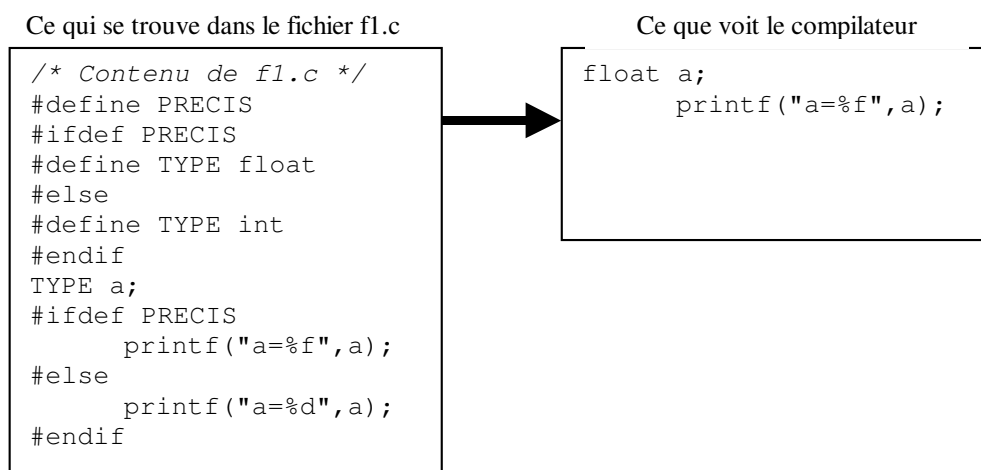 Ce qui se trouve dans le fichier f1.c
/* Contenu de f1.c */
#define PRECIS
#ifdef PRECIS
#define TYPE float
#else
#define TYPE int
#endif
TYPE a;
#ifdef PRECIS
printf("a=%f",a);
#else
printf("a=%d",a);
#endif
Ce que voit le compilateur
float a;
printf("a=%f",a);